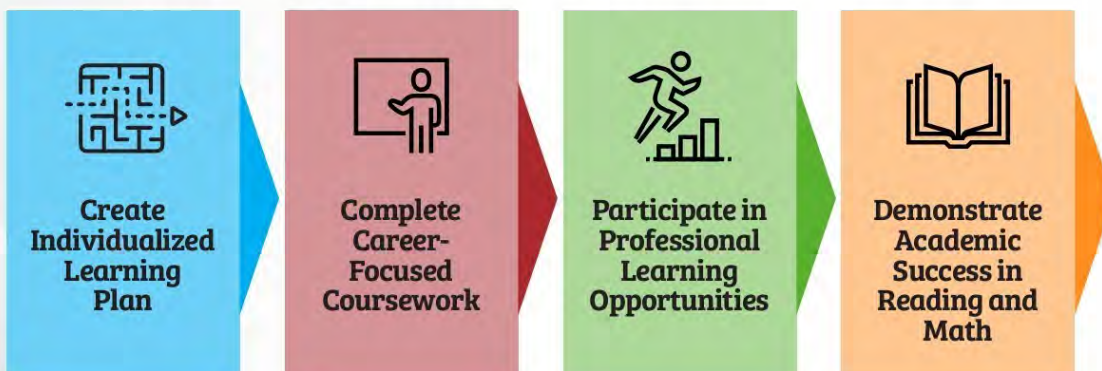 Create
Individualized
Learning
Plan
Complete
Career-
Focused
Coursework
Participate in
Professional
Learning
Opportunities
Demonstrate
Academic
Success in
Reading and
Math